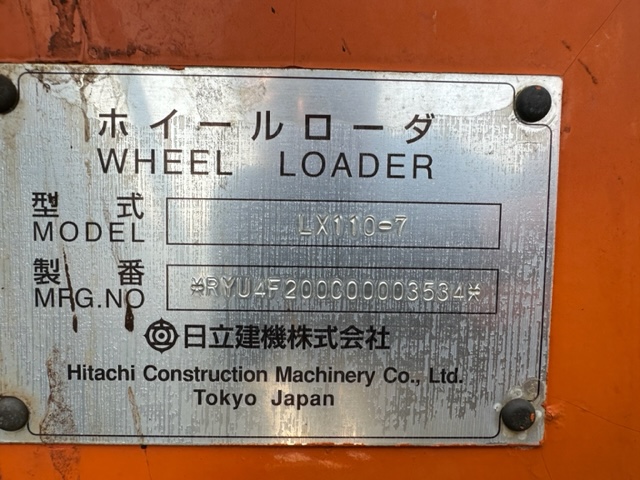 ホイールローダ
WHEEL LOADER
型式 LX110-7
MODEL
製番 *RYU4F200C00003534*
MFG.NO
日立建機株式会社
Hitachi Construction Machinery Co., Ltd.
Tokyo Japan